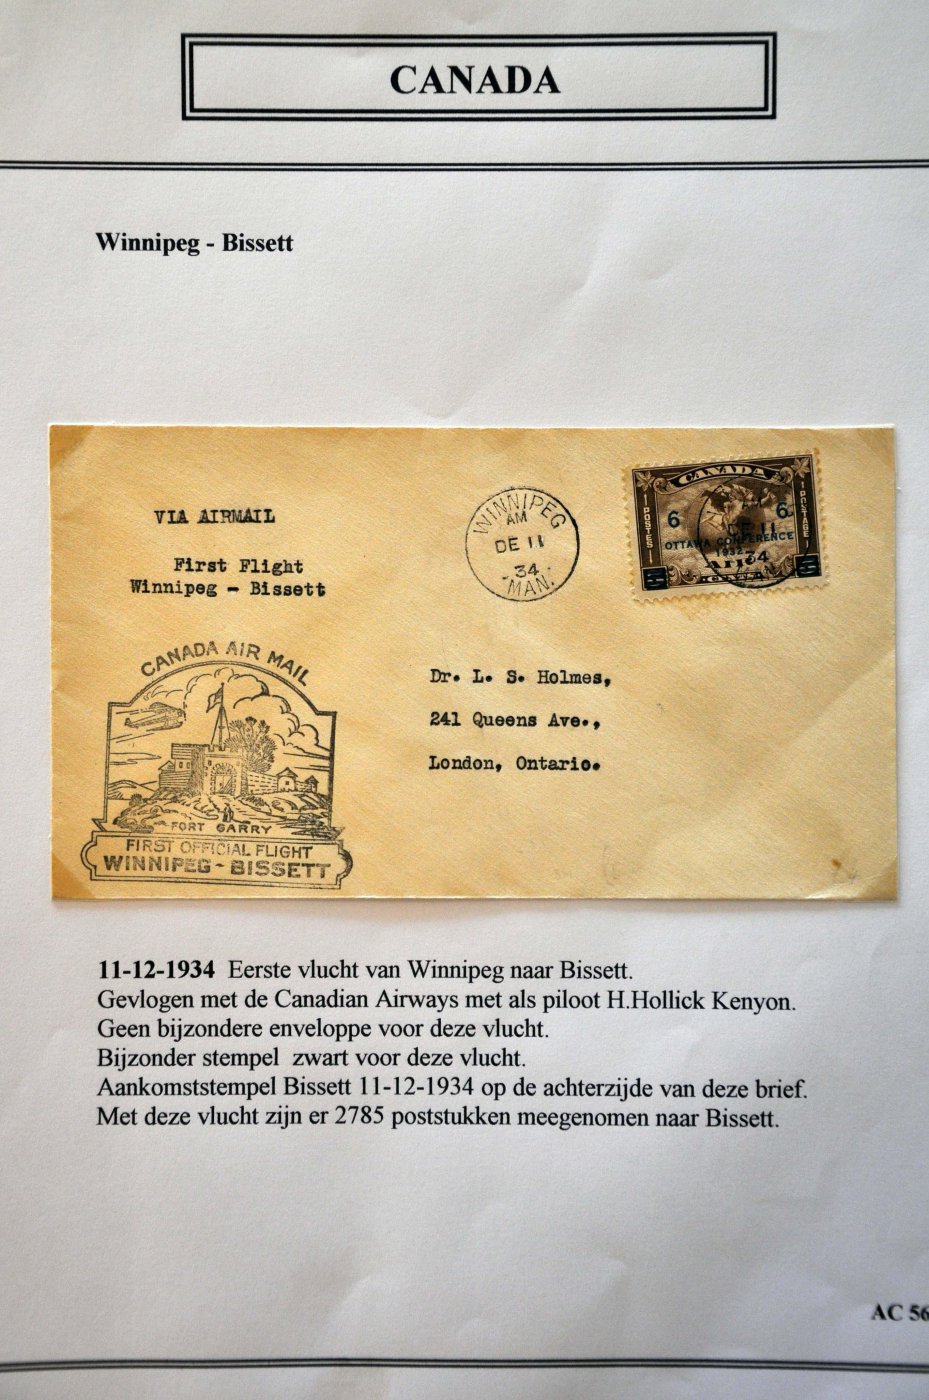 CANADA
Winnipeg - Bissett
VIA AIRMAIL
First Flight
Winnipeg - Bissett
WINNIPEG
AM
DE 11
34
MAN.
CANADA
POSTES
POSTAGE
6 6
OTTAWA CONFERENCE
1932
AM
DE 11
34
CANADA AIR MAIL
FORT GARRY
FIRST OFFICIAL FLIGHT
WINNIPEG - BISSETT
Dr. L. S. Holmes,
241 Queens Ave.,
London, Ontario.
11-12-1934 Eerste vlucht van Winnipeg naar Bissett.
Gevlogen met de Canadian Airways met als piloot H.Hollick Kenyon.
Geen bijzondere enveloppe voor deze vlucht.
Bijzonder stempel zwart voor deze vlucht.
Aankomststempel Bissett 11-12-1934 op de achterzijde van deze brief.
Met deze vlucht zijn er 2785 poststukken meegenomen naar Bissett.
AC 56